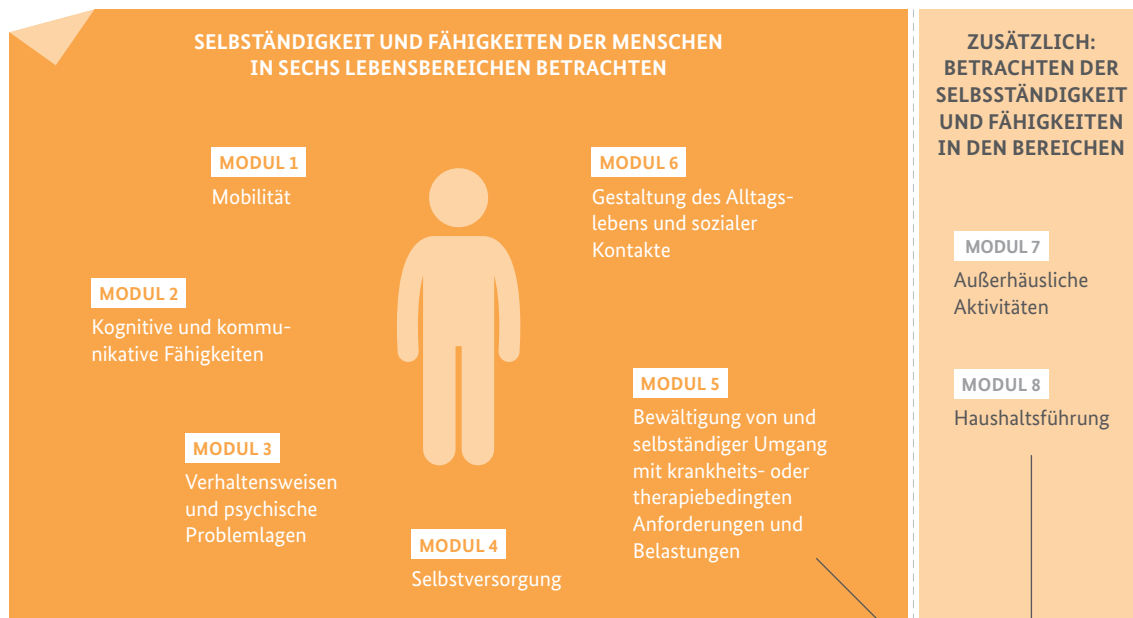 SELBSTÄNDIGKEIT UND FÄHIGKEITEN DER MENSCHEN
IN SECHS LEBENSBEREICHEN BETRACHTEN
MODUL 1
Mobilität
MODUL 2
Kognitive und kommu-
nikative Fähigkeiten
MODUL 3
Verhaltensweisen
und psychische
Problemlagen
MODUL 4
Selbstversorgung
MODUL 5
Bewältigung von und
selbständiger Umgang
mit krankheits- oder
therapiebedingten
Anforderungen und
Belastungen
MODUL 6
Gestaltung des Alltags-
lebens und sozialer
Kontakte
ZUSÄTZLICH:
BETRACHTEN DER
SELBSSTÄNDIGKEIT
UND FÄHIGKEITEN
IN DEN BEREICHEN
MODUL 7
Außerhäusliche
Aktivitäten
MODUL 8
Haushaltsführung